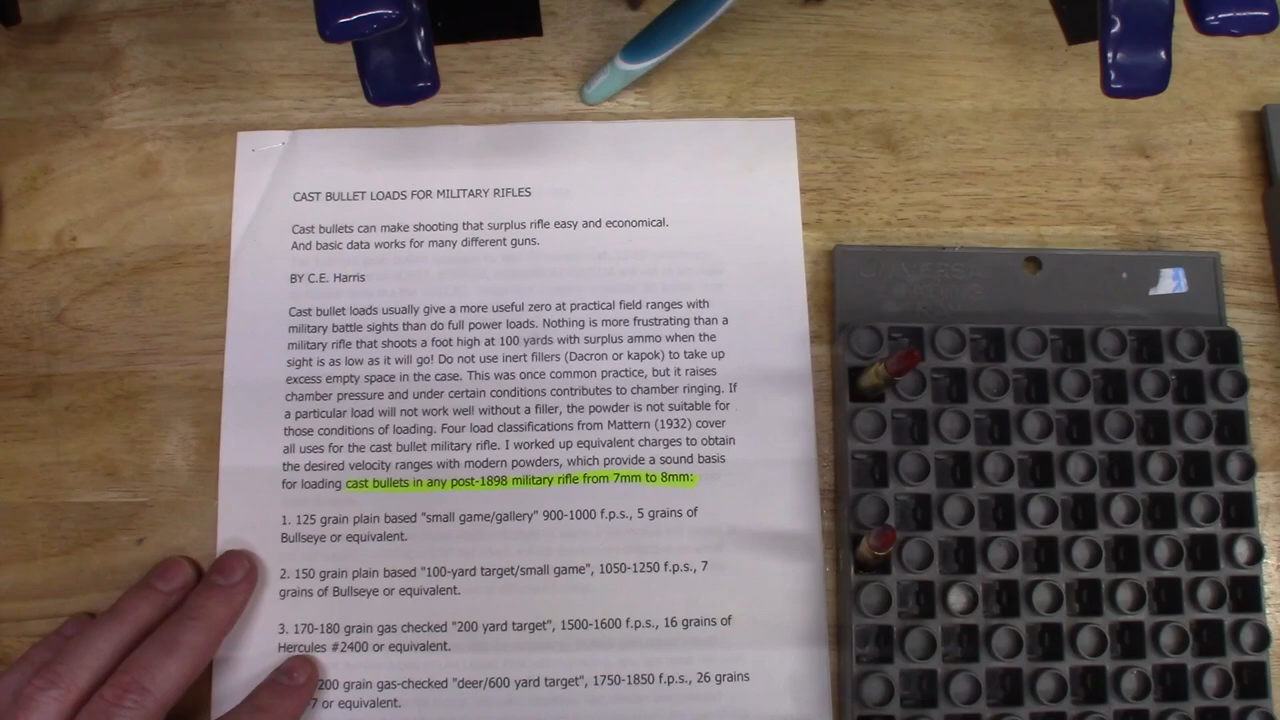 CAST BULLET LOADS FOR MILITARY RIFLES
Cast bullets can make shooting that surplus rifle easy and economical.
And basic data works for many different guns.
BY C.E. Harris
Cast bullet loads usually give a more useful zero at practical field ranges with
military battle sights than do full power loads. Nothing is more frustrating than a
military rifle that shoots a foot high at 100 yards with surplus ammo when the
sight is as low as it will go! Do not use inert fillers (Dacron or kapok) to take up
excess empty space in the case. This was once common practice, but it raises
chamber pressure and under certain conditions contributes to chamber ringing. If
a particular load will not work well without a filler, the powder is not suitable for
those conditions of loading. Four load classifications from Mattern (1932) cover
all uses for the cast bullet military rifle. I worked up equivalent charges to obtain
the desired velocity ranges with modern powders, which provide a sound basis
for loading cast bullets in any post-1898 military rifle from 7mm to 8mm:
1. 125 grain plain based "small game/gallery" 900-1000 f.p.s., 5 grains of
Bullseye or equivalent.
2. 150 grain plain based "100-yard target/small game", 1050-1250 f.p.s., 7
grains of Bullseye or equivalent.
3. 170-180 grain gas checked "200 yard target", 1500-1600 f.p.s., 16 grains of
Hercules #2400 or equivalent.
200 grain gas-checked "deer/600 yard target", 1750-1850 f.p.s., 26 grains
7 or equivalent.